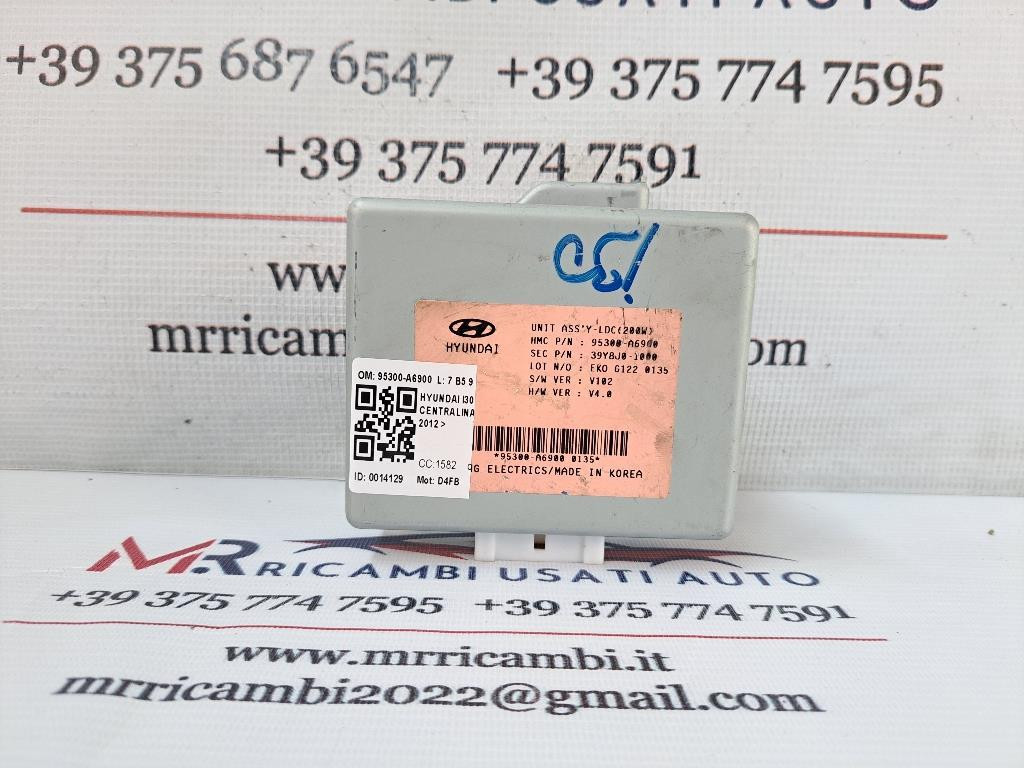 +39 375 687 6547 +39 375 774 7595
+39 375 774 7591
ww
mrricambi om
HYUNDAI
UNIT ASS'Y-LDC(200W)
HMC P/N : 95300-A6900
SEC P/N : 39Y8J0-1000
LOT N/O : EKO G122 0135
S/W VER : V102
H/W VER : V4.0
*95300-A6900 0135*
ELECTRICS/MADE IN KOREA
OM: 95300-A6900 L: 7 B5 9
HYUNDAI I30
CENTRALINA
2012 >
CC:1582
ID: 0014129 Mot: D4FB
MR RICAMBI USATI AUTO
+39 375 774 7595 +39 375 774 7591
www.mrricambi.it
mrricambi2022@gmail.com